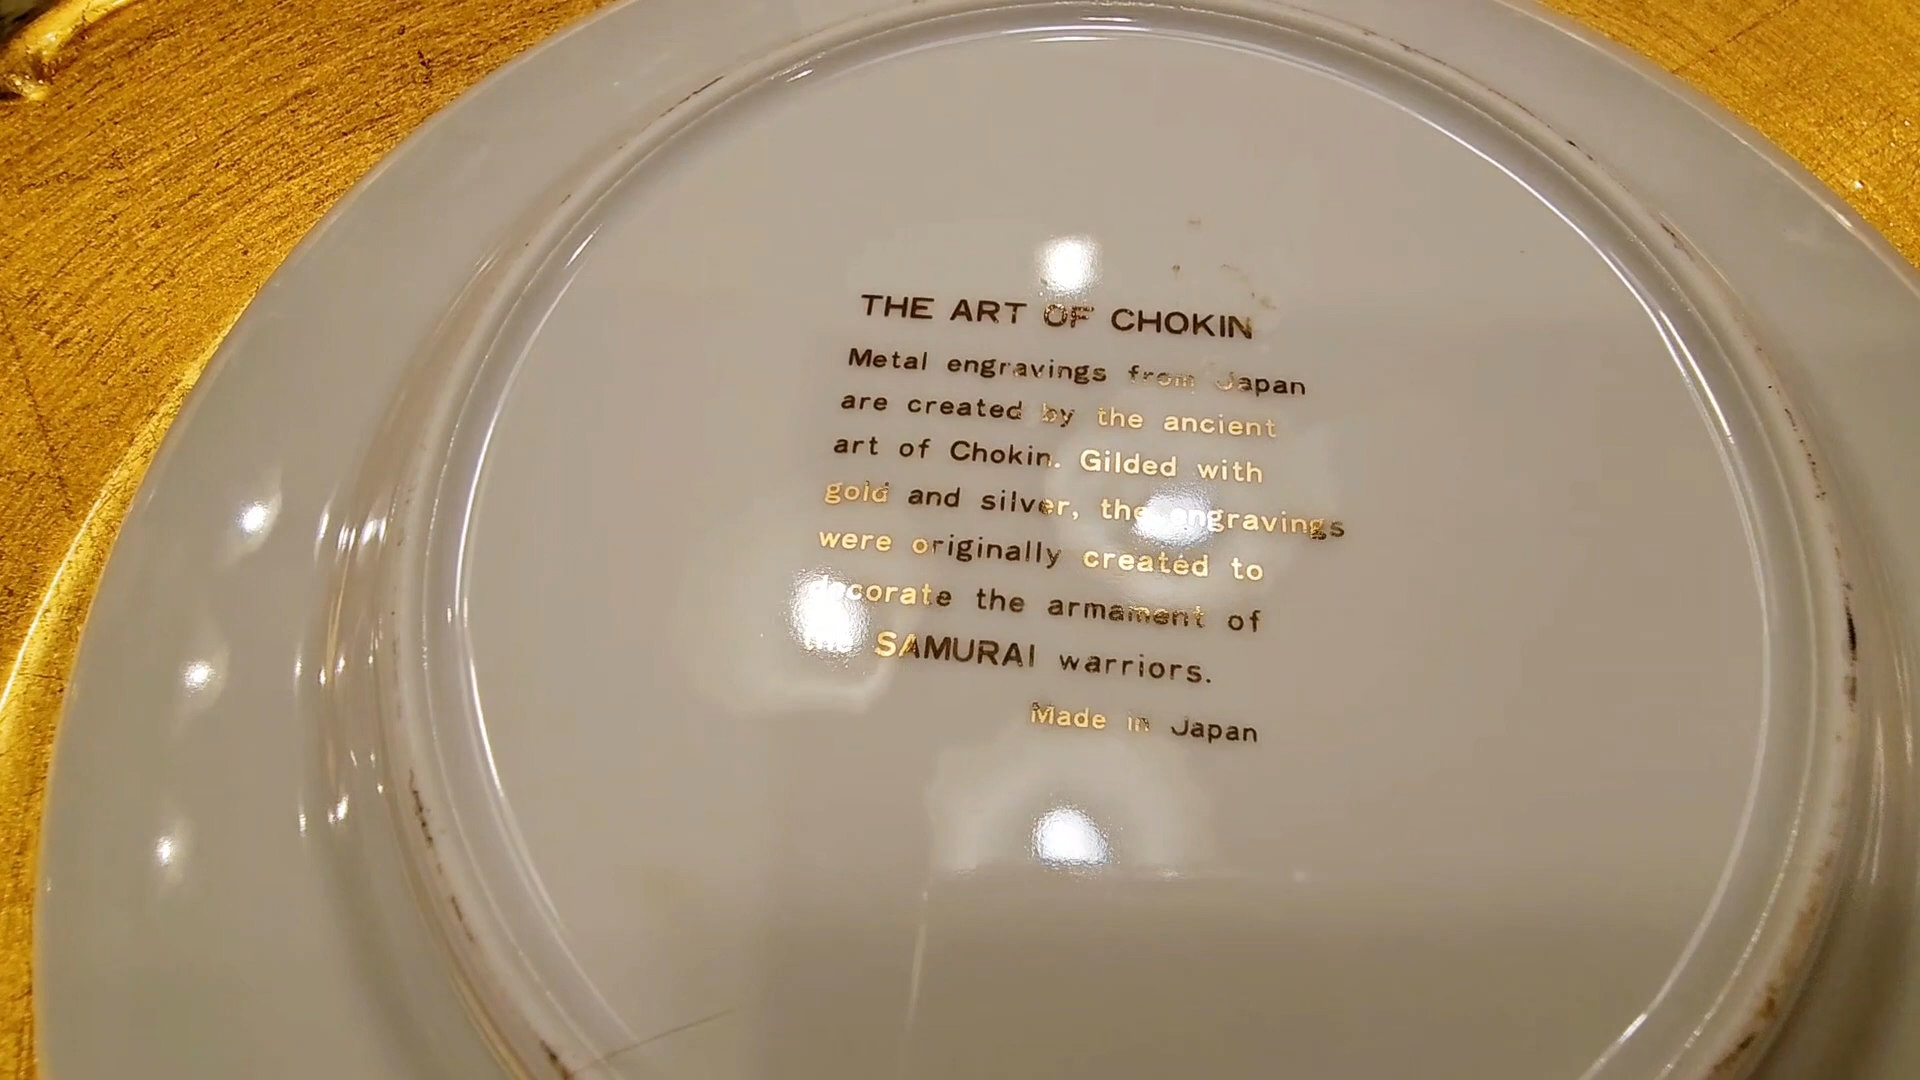 THE ART OF CHOKIN
Metal engravings from Japan
are created by the ancient
art of Chokin. Gilded with
gold and silver, the engravings
were originally created to
decorate the armament of
the SAMURAI warriors.
Made in Japan